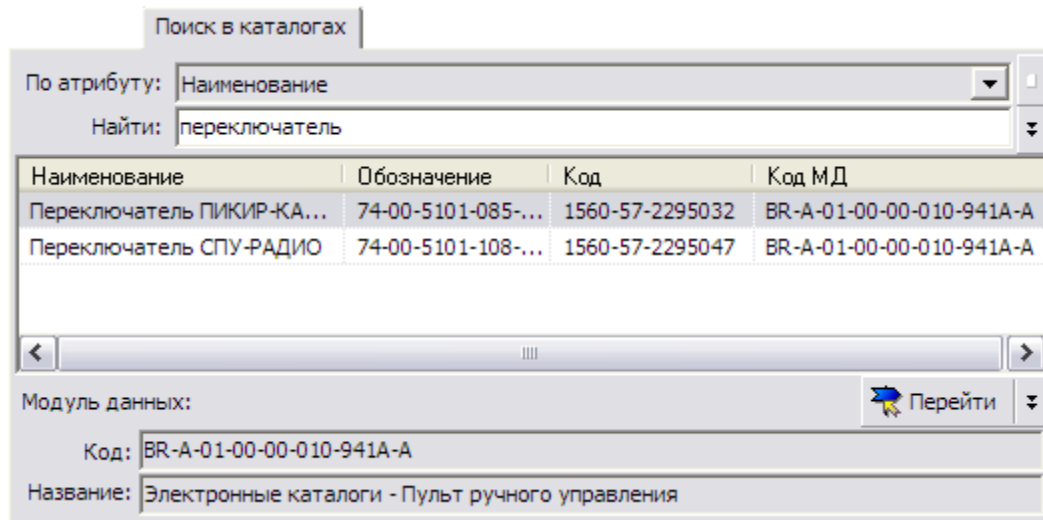 Поиск в каталогах
По атрибуту: Наименование
Найти: переключатель
Наименование Обозначение Код Код МД
Переключатель ПИКИР-КА... 74-00-5101-085-... 1560-57-2295032 BR-A-01-00-00-010-941A-A
Переключатель СПУ-РАДИО 74-00-5101-108-... 1560-57-2295047 BR-A-01-00-00-010-941A-A
Модуль данных: Перейти
Код: BR-A-01-00-00-010-941A-A
Название: Электронные каталоги - Пульт ручного управления